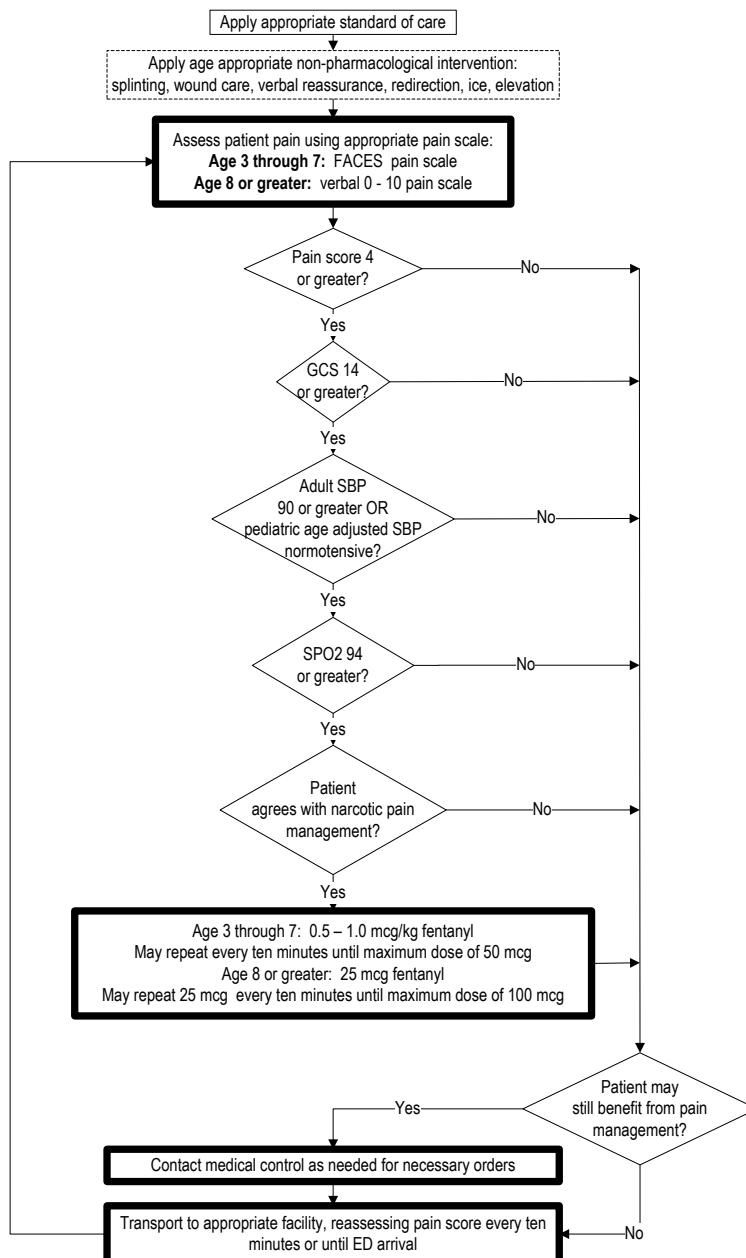 Apply appropriate standard of care
Apply age appropriate non-pharmacological intervention:
splinting, wound care, verbal reassurance, redirection, ice, elevation
Assess patient pain using appropriate pain scale:
Age 3 through 7: FACES pain scale
Age 8 or greater: verbal 0 - 10 pain scale
Pain score 4
or greater?
No
Yes
GCS 14
or greater?
No
Yes
Adult SBP
90 or greater OR
pediatric age adjusted SBP
normotensive?
No
Yes
SPO2 94
or greater?
No
Yes
Patient
agrees with narcotic pain
management?
No
Yes
Age 3 through 7: 0.5 – 1.0 mcg/kg fentanyl
May repeat every ten minutes until maximum dose of 50 mcg
Age 8 or greater: 25 mcg fentanyl
May repeat 25 mcg every ten minutes until maximum dose of 100 mcg
Patient may
still benefit from pain
management?
Yes
Contact medical control as needed for necessary orders
No
Transport to appropriate facility, reassessing pain score every ten
minutes or until ED arrival